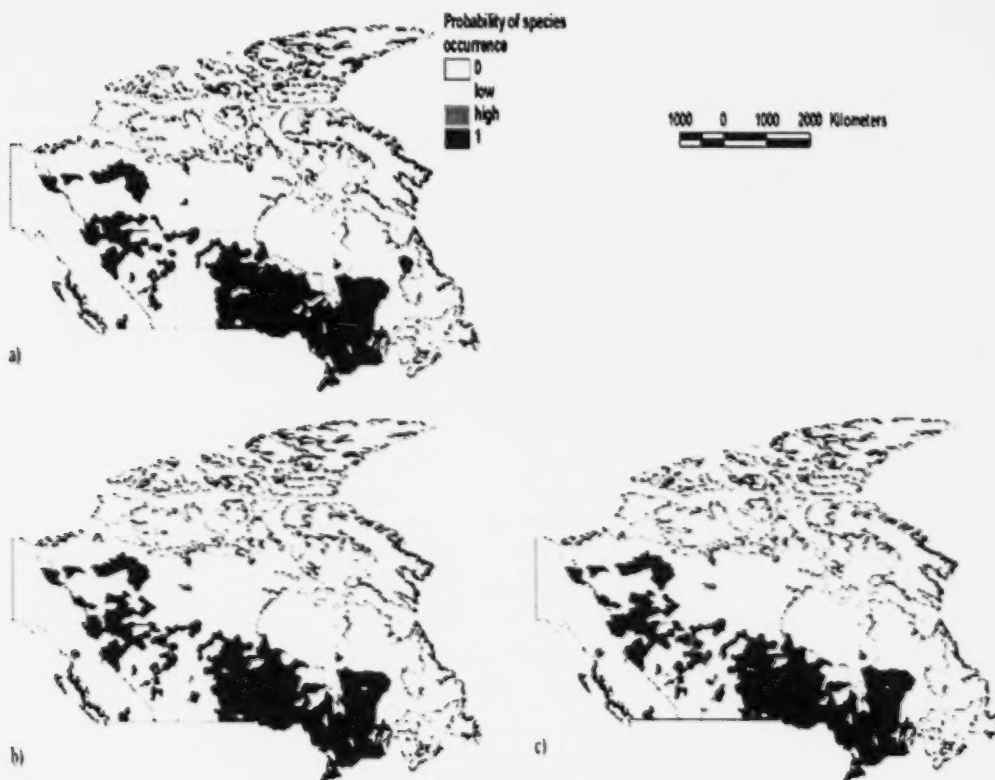 Probability of species
occurrence
0
low
high
1
1000 0 1000 2000 Kilometers
a)
b)
c)